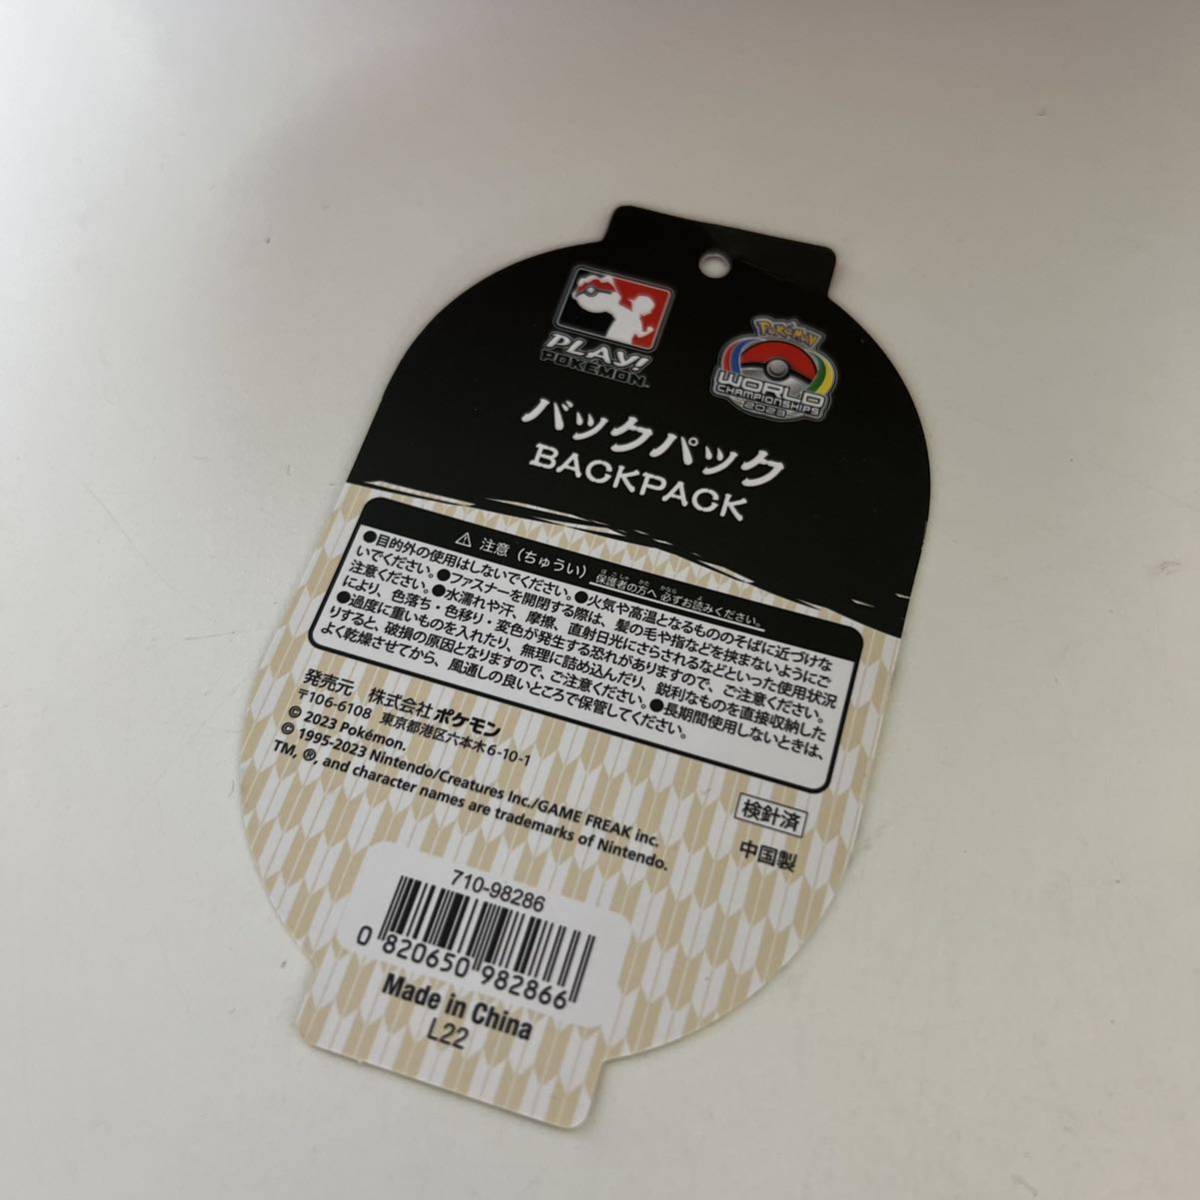 PLAY!
POKÉMON
Pokémon
WORLD
CHAMPIONSHIPS
2023
バックパック
BACKPACK
⚠ 注意（ちゅうい）保護者の方へ 必ずお読みください。
ほごしゃ かた かなら よ
●目的外の使用はしないでください。●火気や高温となるもののそばに近づけな
いでください。●ファスナーを開閉する際は、髪の毛や指などを挟まないようにご
注意ください。●水濡れや汗、摩擦、直射日光にさらされるなどといった使用状況
により、色落ち・色移り・変色が発生する恐れがありますので、ご注意ください。
●過度に重いものを入れたり、無理に詰め込んだり、鋭利なものを直接収納した
りすると、破損の原因となりますので、ご注意ください。●長期間使用しないときは、
よく乾燥させてから、風通しの良いところで保管してください。
発売元 株式会社ポケモン
〒106-6108 東京都港区六本木6-10-1
© 2023 Pokémon.
© 1995-2023 Nintendo/Creatures Inc./GAME FREAK inc.
TM, ®, and character names are trademarks of Nintendo.
検針済
中国製
710-98286
0 820650 982866
Made in China
L22